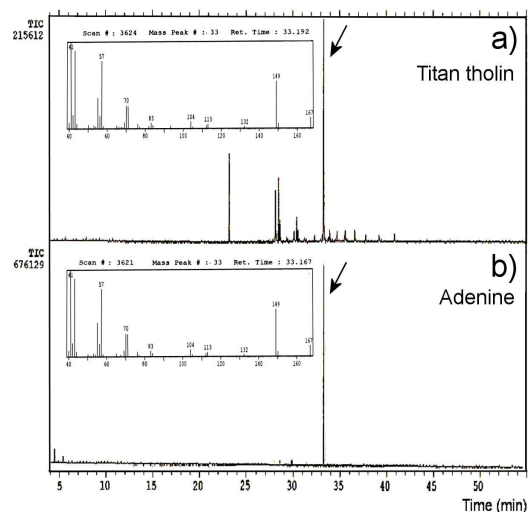 TIC
215612
Scan # : 3624 Mass Peak # : 33 Ret. Time : 33.192
a)
Titan tholin
41
57
70
83
104
113
132
149
167
40 60 80 100 120 140 160
TIC
676129
Scan # : 3621 Mass Peak # : 33 Ret. Time : 33.167
b)
Adenine
41
57
70
83
104
113
132
149
167
40 60 80 100 120 140 160
5 10 15 20 25 30 35 40 45 50
Time (min)